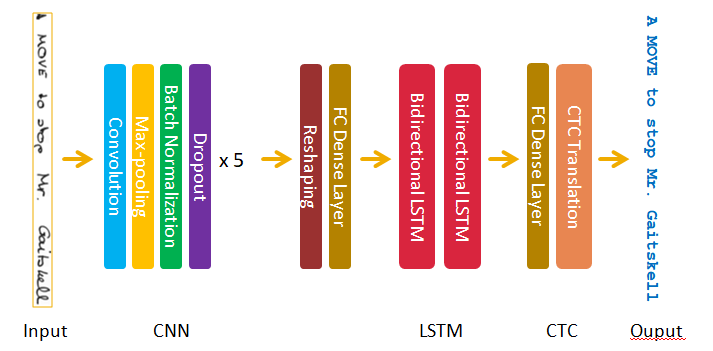 A MOVE to stop Mr. Gaitskell
Convolution
Max-pooling
Batch Normalization
Dropout
x 5
Reshaping
FC Dense Layer
Bidirectional LSTM
Bidirectional LSTM
FC Dense Layer
CTC Translation
A MOVE to stop Mr. Gaitskell
Input
CNN
LSTM
CTC
Ouput